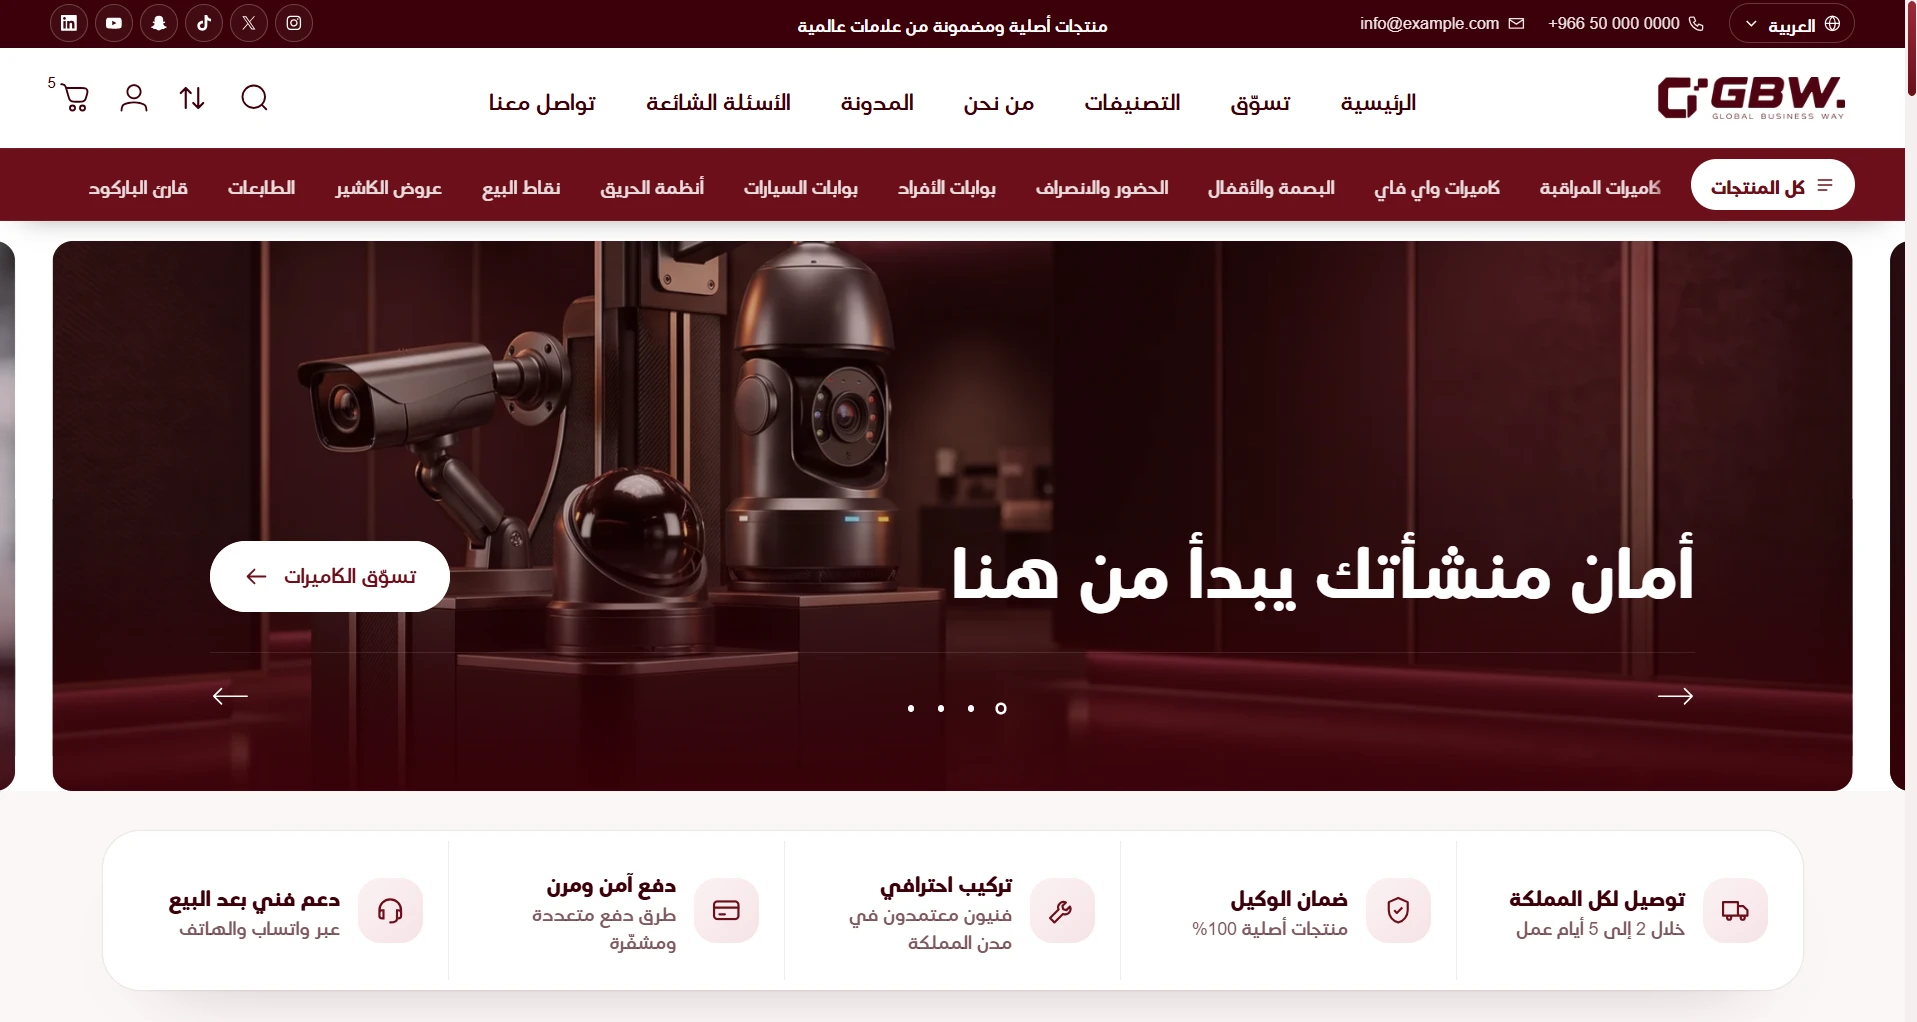 العربية
+966 50 000 0000
info@example.com
منتجات أصلية ومضمونة من علامات عالمية
GBW.
GLOBAL BUSINESS WAY
الرئيسية
تسوّق
التصنيفات
من نحن
المدونة
الأسئلة الشائعة
تواصل معنا
5
كل المنتجات
كاميرات المراقبة
كاميرات واي فاي
البصمة والأقفال
الحضور والانصراف
بوابات الأفراد
بوابات السيارات
أنظمة الحريق
نقاط البيع
عروض الكاشير
الطابعات
قارئ الباركود
أمان منشأتك يبدأ من هنا
تسوّق الكاميرات
توصيل لكل المملكة
خلال 2 إلى 5 أيام عمل
ضمان الوكيل
منتجات أصلية 100%
تركيب احترافي
فنيون معتمدون في
مدن المملكة
دفع آمن ومرن
طرق دفع متعددة
ومشفّرة
دعم فني بعد البيع
عبر واتساب والهاتف